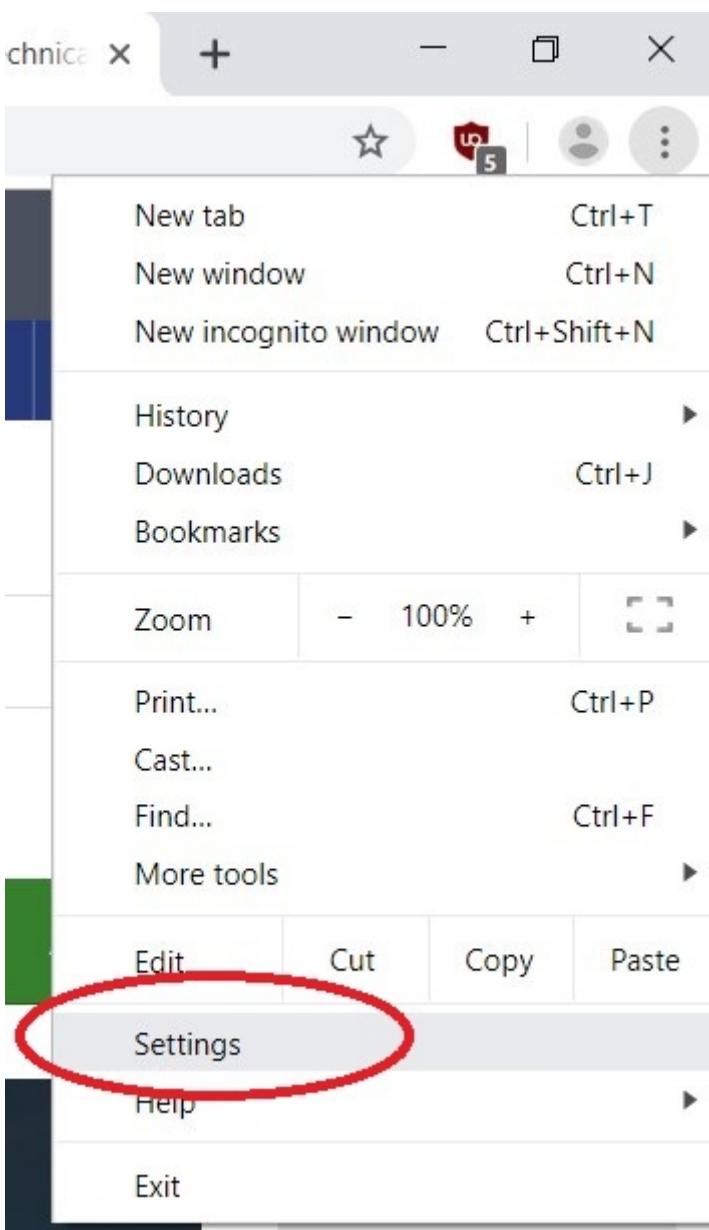 chnica
5
New tab Ctrl+T
New window Ctrl+N
New incognito window Ctrl+Shift+N
History
Downloads Ctrl+J
Bookmarks
Zoom - 100% +
Print... Ctrl+P
Cast...
Find... Ctrl+F
More tools
Edit Cut Copy Paste
Settings
Help
Exit